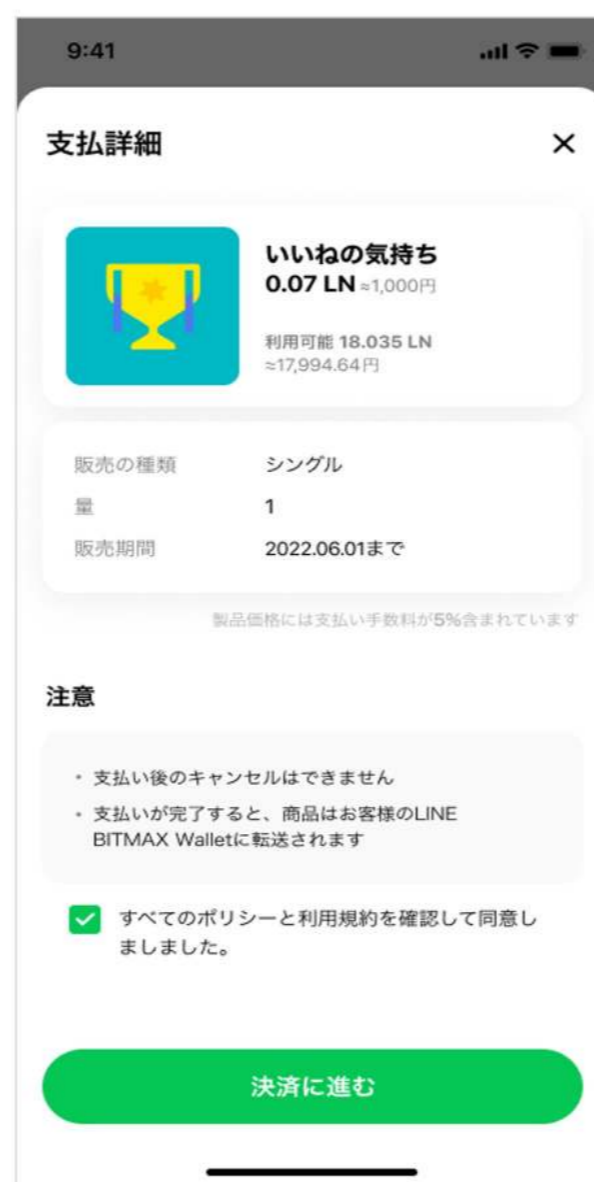 9:41
支払詳細
いいねの気持ち
0.07 LN ≈1,000円
利用可能 18.035 LN
≈17,994.64円
販売の種類 シングル
量 1
販売期間 2022.06.01まで
製品価格には支払い手数料が5%含まれています
注意
・ 支払い後のキャンセルはできません
・ 支払いが完了すると、商品はお客様のLINE
BITMAX Walletに転送されます
すべてのポリシーと利用規約を確認して同意し
ましました。
決済に進む